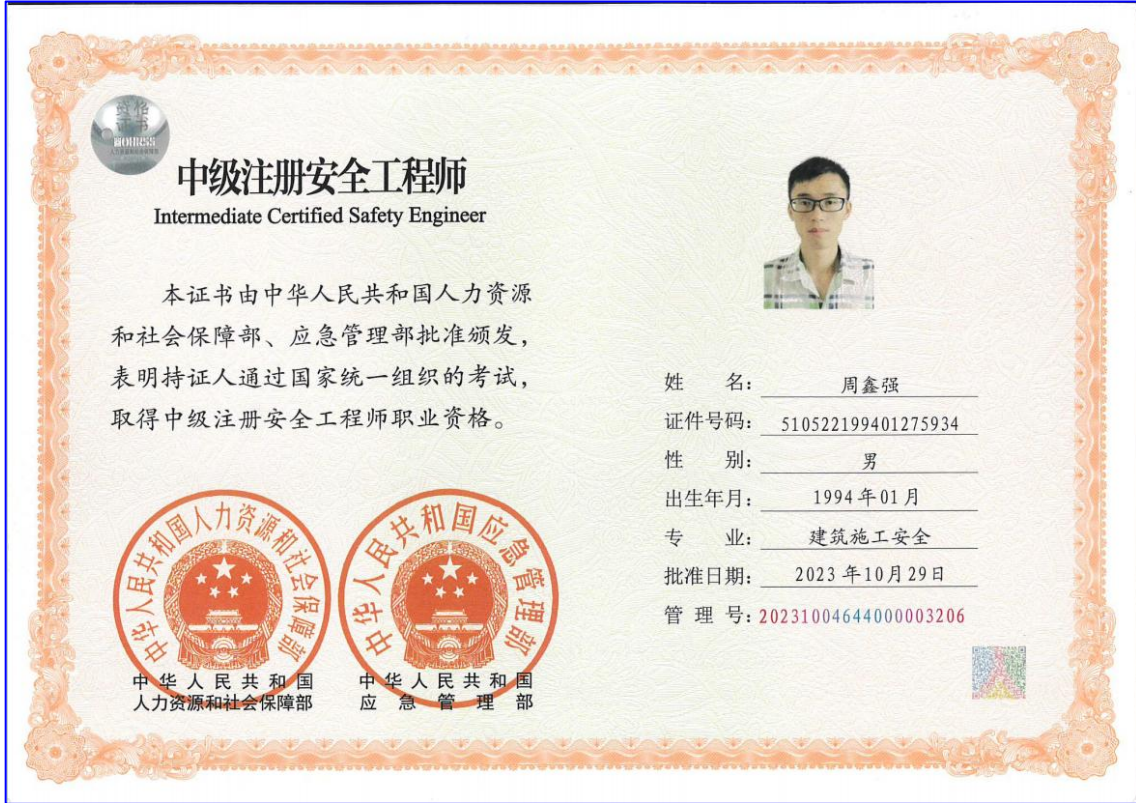 资格
证书
MOHRSS
中级注册安全工程师
Intermediate Certified Safety Engineer
本证书由中华人民共和国人力资源
和社会保障部、应急管理部批准颁发，
表明持证人通过国家统一组织的考试，
取得中级注册安全工程师职业资格。
中华人民共和国人力资源和社会保障部
中华人民共和国应急管理部
中华人民共和国
人力资源和社会保障部
中华人民共和国
应急管理部
姓名：周鑫强
证件号码：510522199401275934
性别：男
出生年月：1994年01月
专业：建筑施工安全
批准日期：2023年10月29日
管理号：20231004644000003206